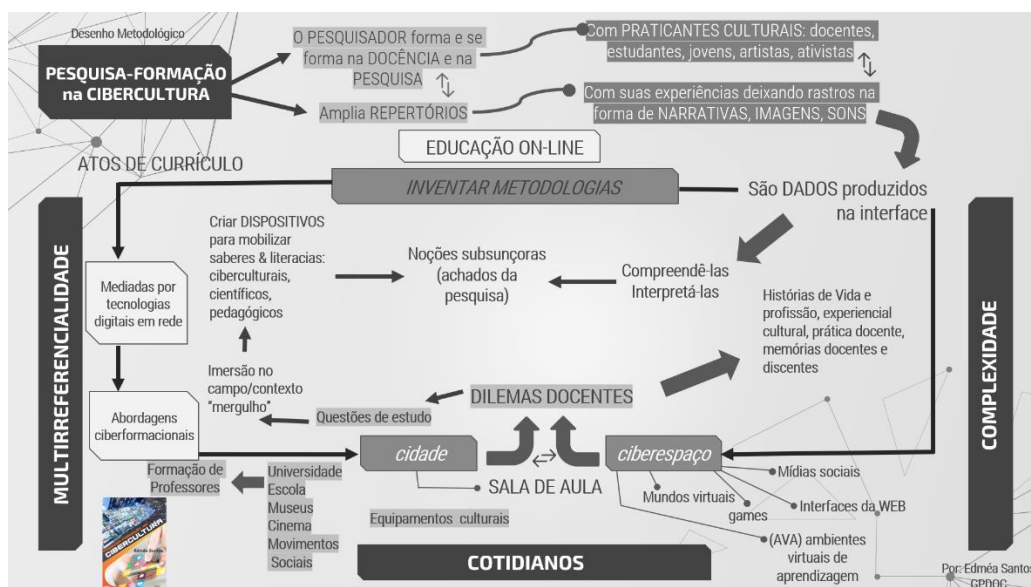 Desenho Metodológico
PESQUISA-FORMAÇÃO
na CIBERCULTURA
O PESQUISADOR forma e se
forma na DOCÊNCIA e na
PESQUISA
Amplia REPERTÓRIOS
Com PRATICANTES CULTURAIS: docentes,
estudantes, jovens, artistas, ativistas
Com suas experiências deixando rastros na
forma de NARRATIVAS, IMAGENS, SONS
ATOS DE CURRÍCULO
EDUCAÇÃO ON-LINE
INVENTAR METODOLOGIAS
São DADOS produzidos
na interface
MULTIRREFERENCIALIDADE
Mediadas por
tecnologias
digitais em rede
Criar DISPOSITIVOS
para mobilizar
saberes & literacias:
ciberculturais,
científicos,
pedagógicos
Noções subsunçoras
(achados da
pesquisa)
Compreendê-las
Interpretá-las
Histórias de Vida e
profissão, experiencial
cultural, prática docente,
memórias docentes e
discentes
COMPLEXIDADE
Imersão no
campo/contexto
"mergulho"
Abordagens
ciberformacionais
Questões de estudo
DILEMAS DOCENTES
cidade
ciberespaço
SALA DE AULA
Formação de
Professores
Universidade
Escola
Museus
Cinema
Movimentos
Sociais
Equipamentos culturais
Mídias sociais
Mundos virtuais
games
Interfaces da WEB
(AVA) ambientes
virtuais de
aprendizagem
CIBERCULTURA
Edméa Santos
COTIDIANOS
Por: Edméa Santos
GPDOC